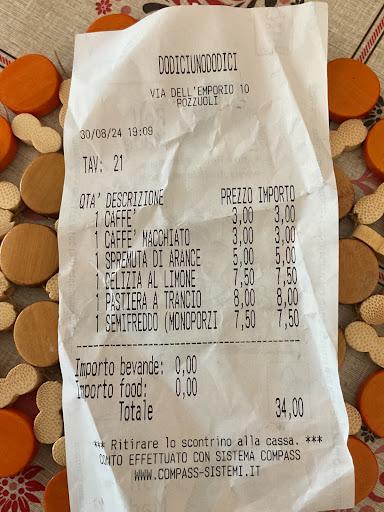 DODICIUNODODICI
VIA DELL'EMPORIO 10
POZZUOLI
30/08/24 19:09
TAV: 21
QTA' DESCRIZIONE PREZZO IMPORTO
1 CAFFE' 3,00 3,00
1 CAFFE' MACCHIATO 3,00 3,00
1 SPREMUTA DI ARANCE 5,00 5,00
1 DELIZIA AL LIMONE 7,50 7,50
1 PASTIERA A TRANCIO 8,00 8,00
1 SEMIFREDDO (MONOPORZI 7,50 7,50
Importo bevande: 0,00
Importo food: 0,00
Totale 34,00
*** Ritirare lo scontrino alla cassa. ***
CONTO EFFETTUATO CON SISTEMA COMPASS
WWW.COMPASS-SISTEMI.IT